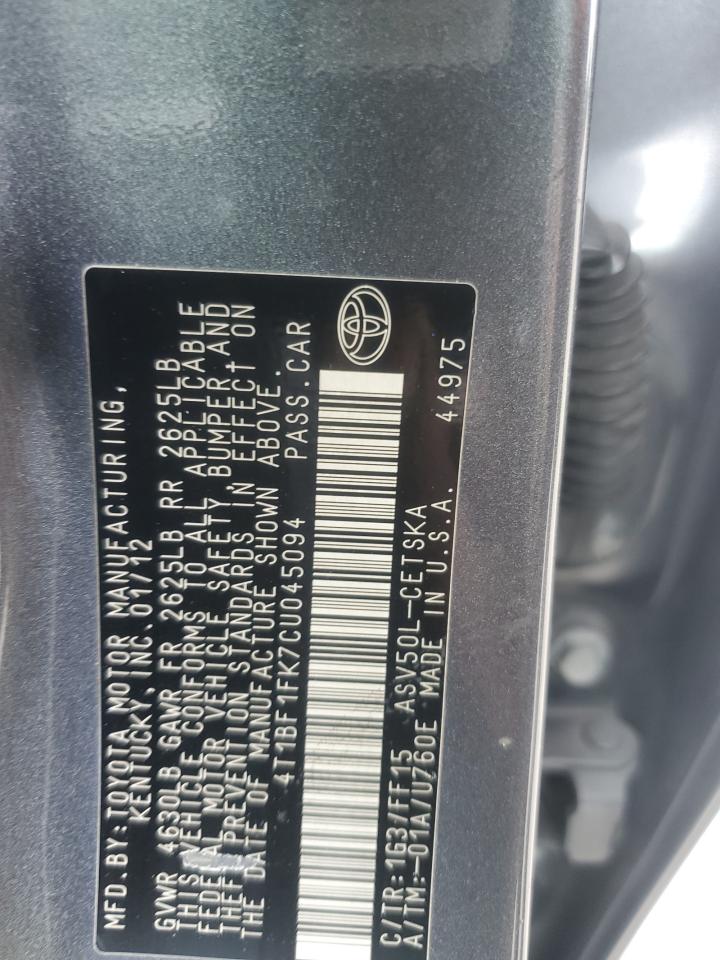 MFD.BY:TOYOTA MOTOR MANUFACTURING,
KENTUCKY, INC.01/12
GVWR 4630LB GAWR FR 2625LB RR 2625LB
THIS VEHICLE CONFORMS TO ALL APPLICABLE
FEDERAL MOTOR VEHICLE SAFETY, BUMPER AND
THEFT PREVENTION STANDARDS IN EFFECT ON
THE DATE OF MANUFACTURE SHOWN ABOVE.
4T1BF1FK7CU045094 PASS.CAR
C/TR:1G3/FF15 ASV50L-CETSKA
A/TM:-01A/U760E MADE IN U.S.A. 44975